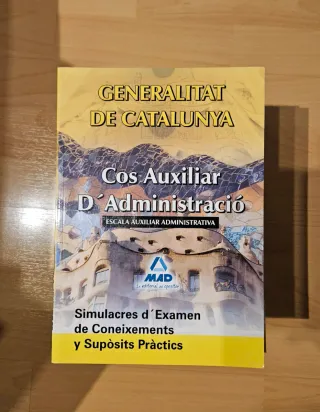 GENERALITAT
DE CATALUNYA
Cos Auxiliar
D´Administració
ESCALA AUXILIAR ADMINISTRATIVA
MAD
Simulacres d´Examen
de Coneixements
y Supòsits Pràctics